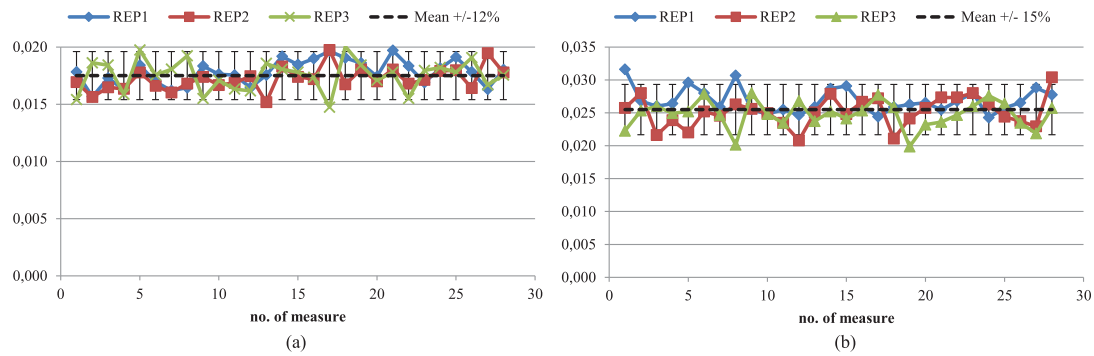 REP1 REP2 REP3 Mean +/-12%
0,020
0,015
0,010
0,005
0,000
0 5 10 15 20 25 30
no. of measure
(a)
REP1 REP2 REP3 Mean +/- 15%
0,035
0,030
0,025
0,020
0,015
0,010
0,005
0,000
0 5 10 15 20 25 30
no. of measure
(b)